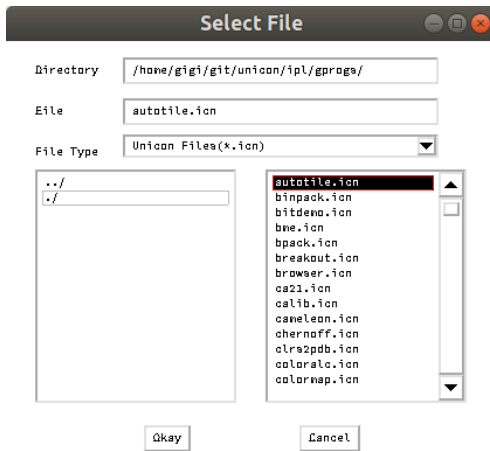 Select File
Directory
/home/gigi/git/unicon/ipl/gprogs/
File
autotile.icn
File Type
Unicon Files(*.icn)
../
./
autotile.icn
binpack.icn
bitdemo.icn
bme.icn
bpack.icn
breakout.icn
browser.icn
ca21.icn
calib.icn
cameleon.icn
chernoff.icn
clrs2pdb.icn
coloralc.icn
colormap.icn
Okay
Cancel